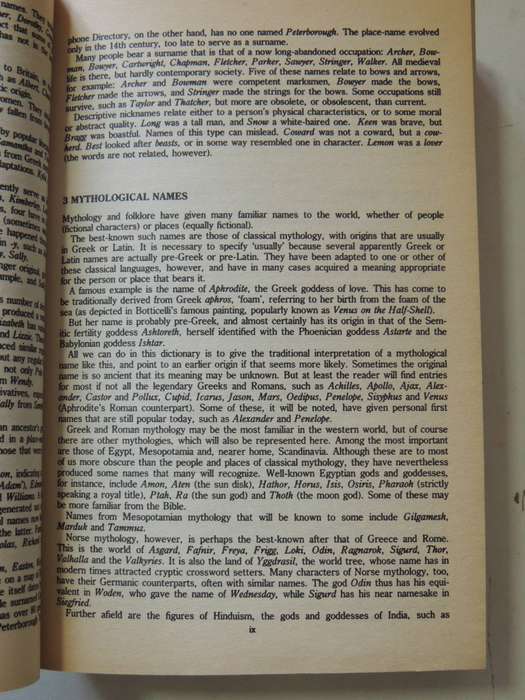 phone Directory, on the other hand, has no one named Peterborough. The place-name evolved
only in the 14th century, too late to serve as a surname.
Many people bear a surname that is that of a now long-abandoned occupation: Archer, Bow-
man, Bowyer, Cartwright, Chapman, Fletcher, Parker, Sawyer, Stringer, Walker. All medieval
life is there, but hardly contemporary society. Five of these names relate to bows and arrows,
for example: Archer and Bowman were competent marksmen, Bowyer made the bows,
Fletcher made the arrows, and Stringer made the strings for the bows. Some occupations still
survive, such as Taylor and Thatcher, but more are obsolete, or obsolescent, than current.
Descriptive nicknames relate either to a person's physical characteristics, or to some moral
or abstract quality. Long was a tall man, and Snow a white-haired one. Keen was brave, but
Bragg was boastful. Names of this type can mislead. Coward was not a coward, but a cow-
herd. Best looked after beasts, or in some way resembled one in character. Lemon was a lover
(the words are not related, however).
3 MYTHOLOGICAL NAMES
Mythology and folklore have given many familiar names to the world, whether of people
(fictional characters) or places (equally fictional).
The best-known such names are those of classical mythology, with origins that are usually
in Greek or Latin. It is necessary to specify 'usually' because several apparently Greek or
Latin names are actually pre-Greek or pre-Latin. They have been adapted to one or other of
these classical languages, however, and have in many cases acquired a meaning appropriate
for the person or place that bears it.
A famous example is the name of Aphrodite, the Greek goddess of love. This has come to
be traditionally derived from Greek aphros, 'foam', referring to her birth from the foam of the
sea (as depicted in Botticelli's famous painting, popularly known as Venus on the Half-Shell).
But her name is probably pre-Greek, and almost certainly has its origin in that of the Sem-
itic fertility goddess Ashtoreth, herself identified with the Phoenician goddess Astarte and the
Babylonian goddess Ishtar.
All we can do in this dictionary is to give the traditional interpretation of a mythological
name like this, and point to an earlier origin if that seems more likely. Sometimes the original
name is so ancient that its meaning may be unknown. But at least the reader will find entries
for most if not all the legendary Greeks and Romans, such as Achilles, Apollo, Ajax, Alex-
ander, Castor and Pollux, Cupid, Icarus, Jason, Mars, Oedipus, Penelope, Sisyphus and Venus
(Aphrodite's Roman counterpart). Some of these, it will be noted, have given personal first
names that are still popular today, such as Alexander and Penelope.
Greek and Roman mythology may be the most familiar in the western world, but of course
there are other mythologies, which will also be represented here. Among the most important
are those of Egypt, Mesopotamia and, nearer home, Scandinavia. Although these are to most
of us more obscure than the people and places of classical mythology, they have nevertheless
produced some names that many will recognize. Well-known Egyptian gods and goddesses,
for instance, include Amon, Aten (the sun disk), Hathor, Horus, Isis, Osiris, Pharaoh (strictly
speaking a royal title), Ptah, Ra (the sun god) and Thoth (the moon god). Some of these may
be more familiar from the Bible.
Names from Mesopotamian mythology that will be known to some include Gilgamesh,
Marduk and Tammuz.
Norse mythology, however, is perhaps the best-known after that of Greece and Rome.
This is the world of Asgard, Fafnir, Freya, Frigg, Loki, Odin, Ragnarok, Sigurd, Thor,
Valhalla and the Valkyries. It is also the land of Yggdrasil, the world tree, whose name has in
modern times attracted cryptic crossword setters. Many characters of Norse mythology, too,
have their Germanic counterparts, often with similar names. The god Odin thus has his equi-
valent in Woden, who gave the name of Wednesday, while Sigurd has his near namesake in
Siegfried.
Further afield are the figures of Hinduism, the gods and goddesses of India, such as
ix